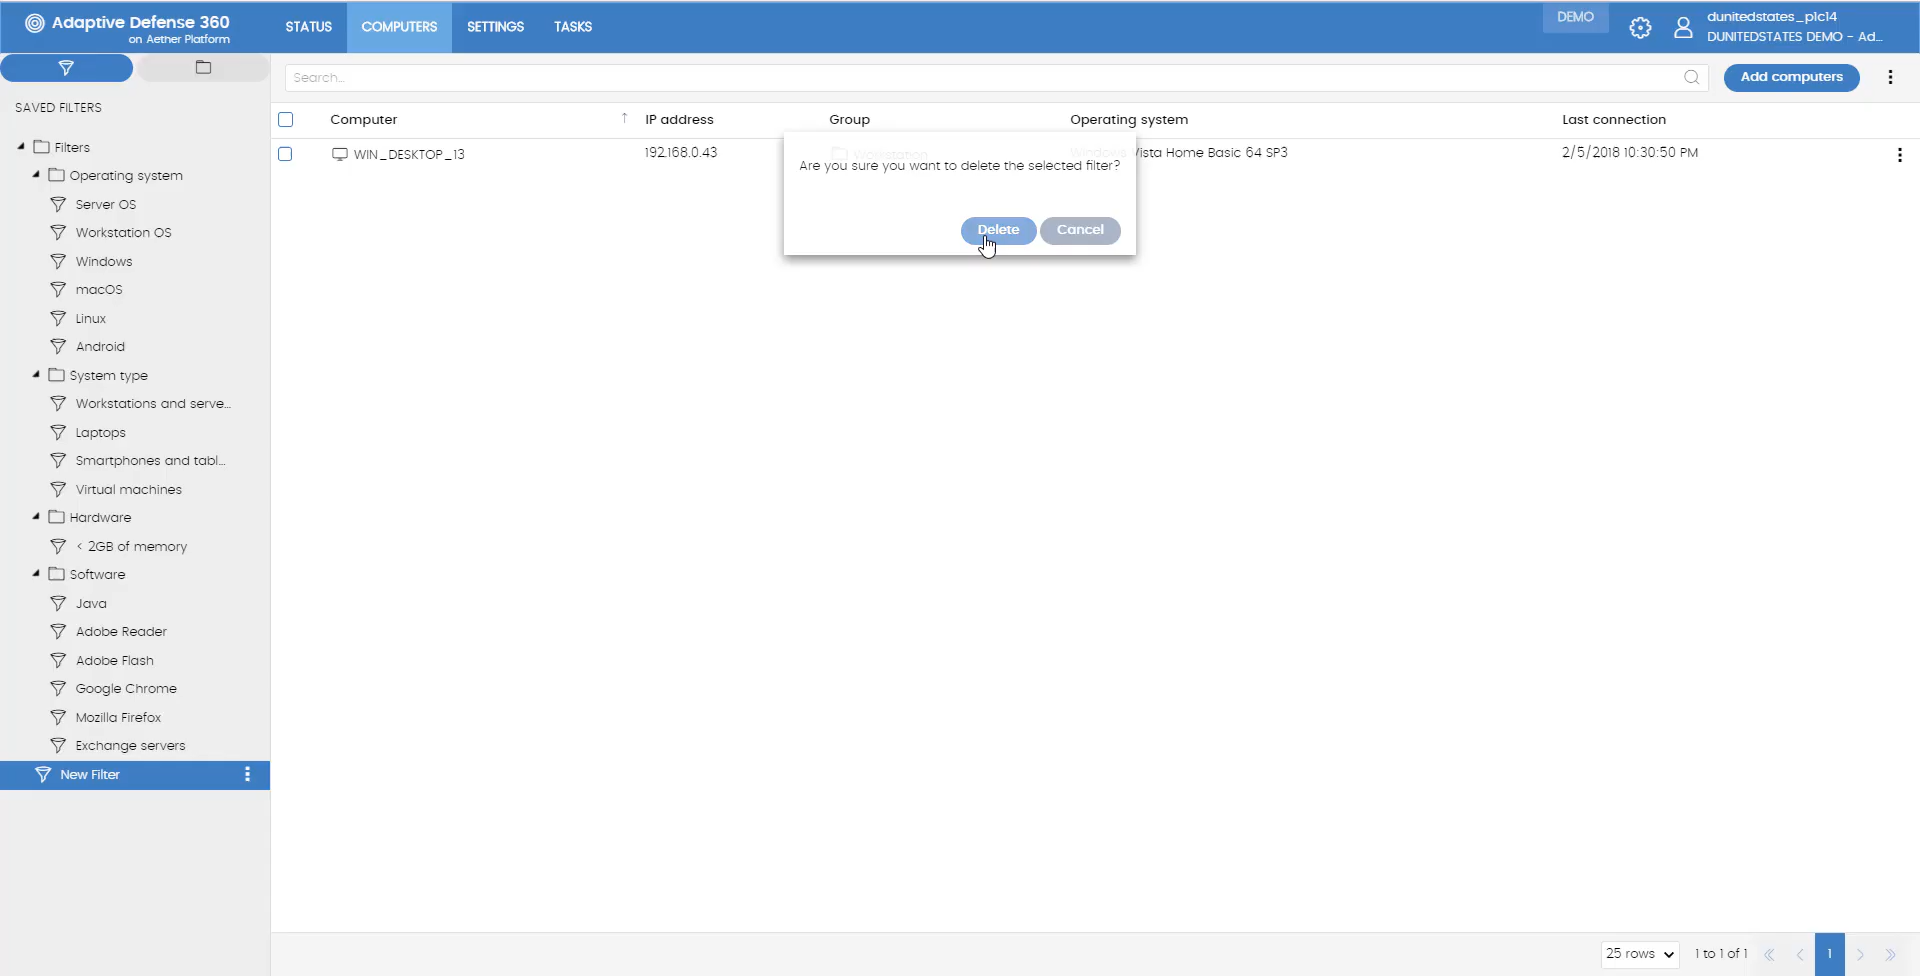 Adaptive Defense 360
on Aether Platform
STATUS
COMPUTERS
SETTINGS
TASKS
DEMO
dunitedstates_p1c14
DUNITEDSTATES DEMO - Ad...
SAVED FILTERS
Filters
Operating system
Server OS
Workstation OS
Windows
macOS
Linux
Android
System type
Workstations and serve...
Laptops
Smartphones and tabl...
Virtual machines
Hardware
< 2GB of memory
Software
Java
Adobe Reader
Adobe Flash
Google Chrome
Mozilla Firefox
Exchange servers
New Filter
Search...
Add computers
Computer
IP address
Group
Operating system
Last connection
WIN_DESKTOP_13
192.168.0.43
Workstation
Windows Vista Home Basic 64 SP3
2/5/2018 10:30:50 PM
Are you sure you want to delete the selected filter?
Delete
Cancel
25 rows
1 to 1 of 1
1